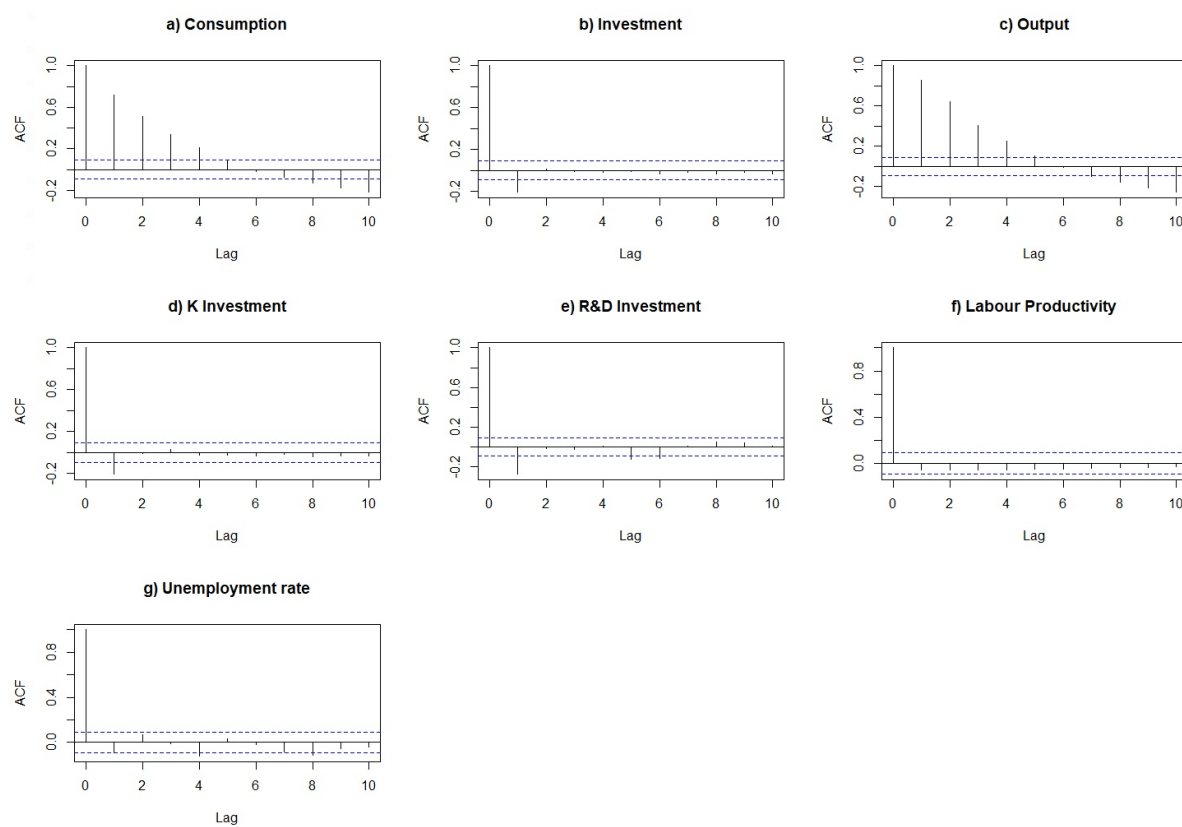 a) Consumption
ACF
1.0
0.6
0.2
-0.2
0 2 4 6 8 10
Lag
b) Investment
ACF
1.0
0.6
0.2
-0.2
0 2 4 6 8 10
Lag
c) Output
ACF
1.0
0.6
0.2
-0.2
0 2 4 6 8 10
Lag
d) K Investment
ACF
1.0
0.6
0.2
-0.2
0 2 4 6 8 10
Lag
e) R&D Investment
ACF
1.0
0.6
0.2
-0.2
0 2 4 6 8 10
Lag
f) Labour Productivity
ACF
0.8
0.4
0.0
0 2 4 6 8 10
Lag
g) Unemployment rate
ACF
0.8
0.4
0.0
0 2 4 6 8 10
Lag